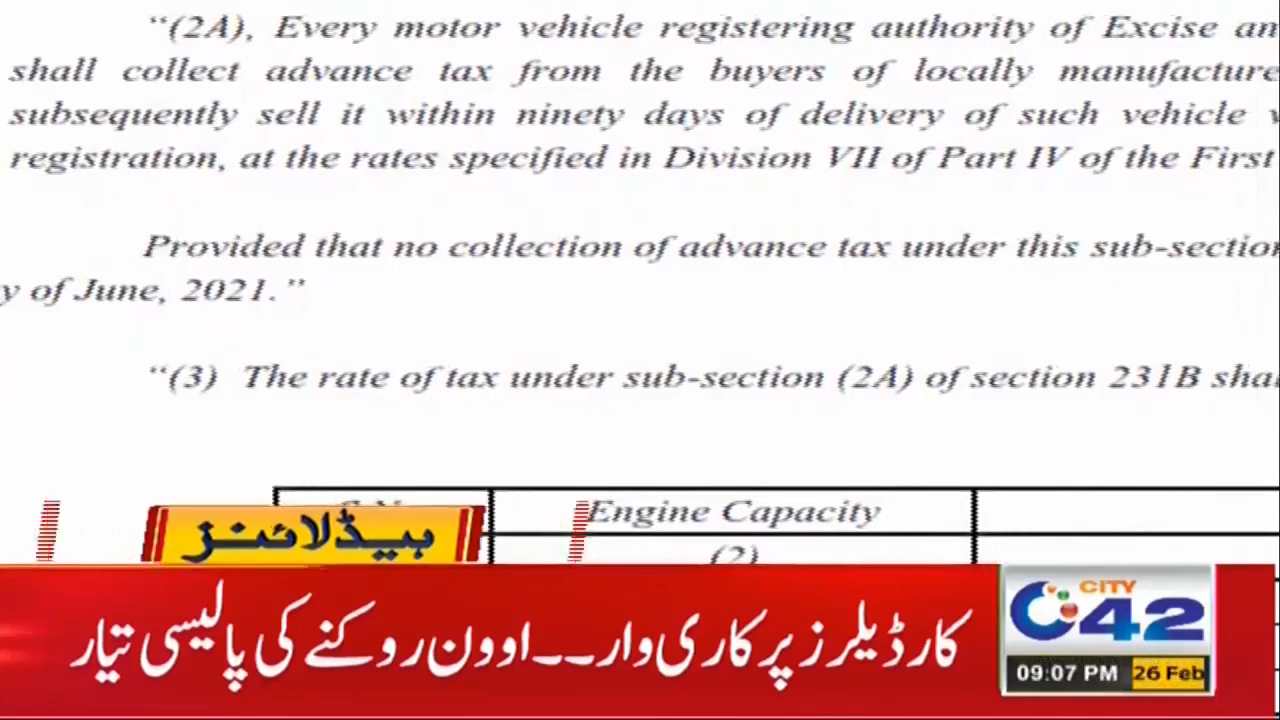 “(2A), Every motor vehicle registering authority of Excise an
shall collect advance tax from the buyers of locally manufacture
subsequently sell it within ninety days of delivery of such vehicle
registration, at the rates specified in Division VII of Part IV of the First
Provided that no collection of advance tax under this sub-section
y of June, 2021.”
“(3) The rate of tax under sub-section (2A) of section 231B shal
Engine Capacity
(2)
ہیڈلائنز
کار ڈیلرز پر کاری وار۔۔اوون روکنے کی پالیسی تیار
CITY
42
09:07 PM 26 Feb